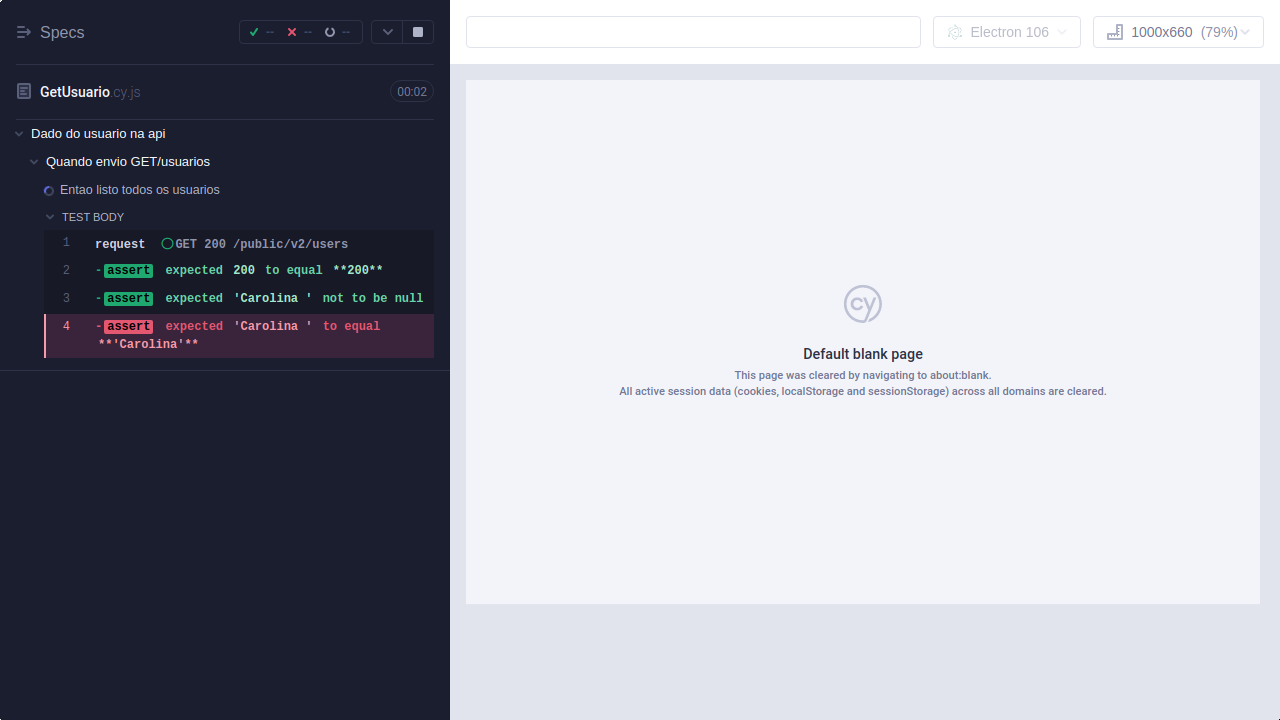 Specs
-- -- --
GetUsuario.cy.js
00:02
Dado do usuario na api
Quando envio GET/usuarios
Entao listo todos os usuarios
TEST BODY
1 request GET 200 /public/v2/users
2 -assert expected 200 to equal **200**
3 -assert expected 'Carolina ' not to be null
4 -assert expected 'Carolina ' to equal
**'Carolina'**
Electron 106
1000x660 (79%)
cy
Default blank page
This page was cleared by navigating to about:blank.
All active session data (cookies, localStorage and sessionStorage) across all domains are cleared.